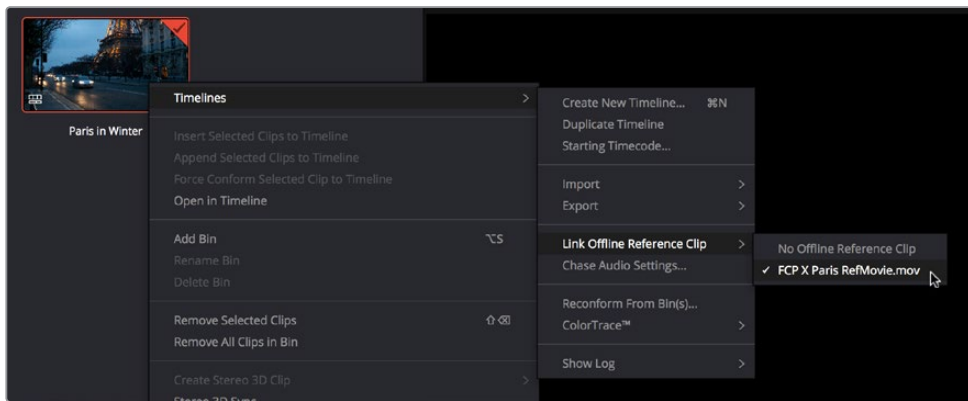 Paris in Winter
Timelines >
Insert Selected Clips to Timeline
Append Selected Clips to Timeline
Force Conform Selected Clip to Timeline
Open in Timeline
Add Bin ⌥S
Rename Bin
Delete Bin
Remove Selected Clips ⇧⌫
Remove All Clips in Bin
Create Stereo 3D Clip >
Stereo 3D Sync
Create New Timeline... ⌘N
Duplicate Timeline
Starting Timecode...
Import >
Export >
Link Offline Reference Clip >
Chase Audio Settings...
Reconform From Bin(s)...
ColorTrace™ >
Show Log >
No Offline Reference Clip
✓ FCP X Paris RefMovie.mov